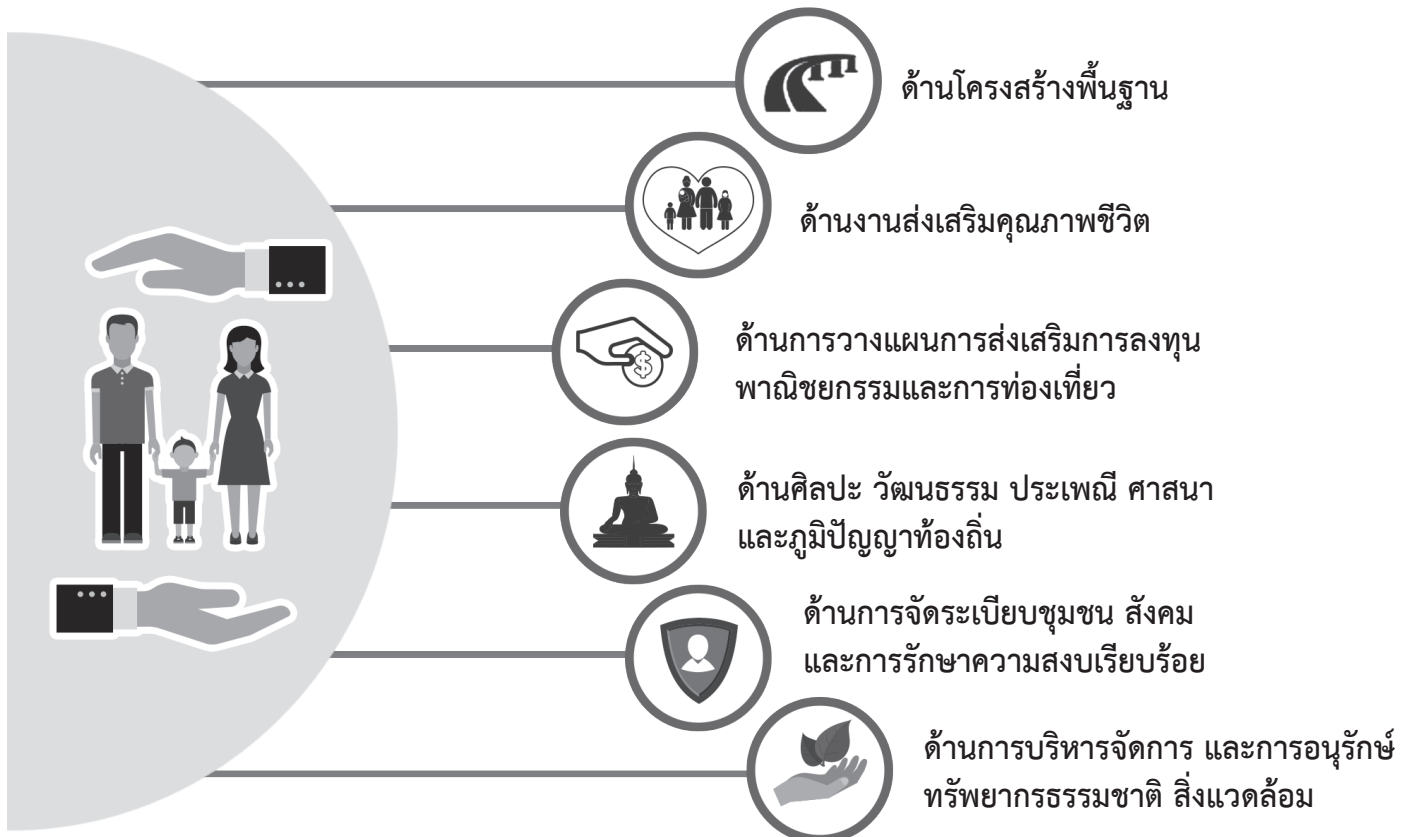 ด้านโครงสร้างพื้นฐาน
ด้านงานส่งเสริมคุณภาพชีวิต
ด้านการวางแผนการส่งเสริมการลงทุน
พาณิชยกรรมและการท่องเที่ยว
$
ด้านศิลปะ วัฒนธรรม ประเพณี ศาสนา
และภูมิปัญญาท้องถิ่น
ด้านการจัดระเบียบชุมชน สังคม
และการรักษาความสงบเรียบร้อย
ด้านการบริหารจัดการ และการอนุรักษ์
ทรัพยากรธรรมชาติ สิ่งแวดล้อม